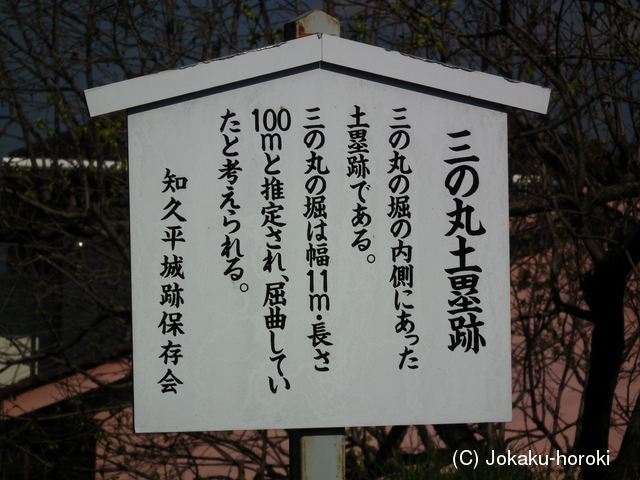 三の丸土塁跡
三の丸の堀の内側にあった
土塁跡である。
三の丸の堀は幅11m・長さ
100mと推定され、屈曲してい
たと考えられる。
知久平城跡保存会
(C) Jokaku-horoki